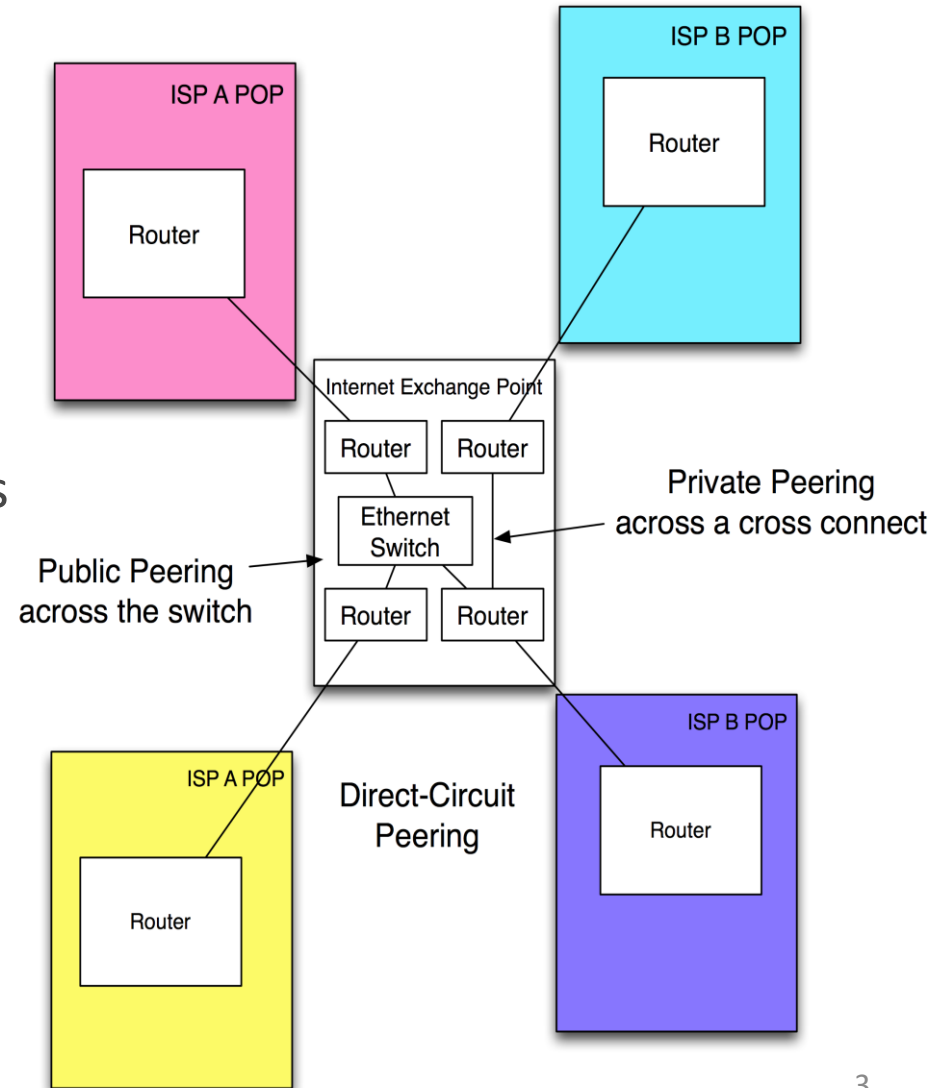 ISP B POP
Router
ISP A POP
Router
Internet Exchange Point
Router
Router
Ethernet
Switch
Router
Router
Private Peering
across a cross connect
s
Public Peering
across the switch
ISP B POP
Router
ISP A POP
Router
Direct-Circuit
Peering
3